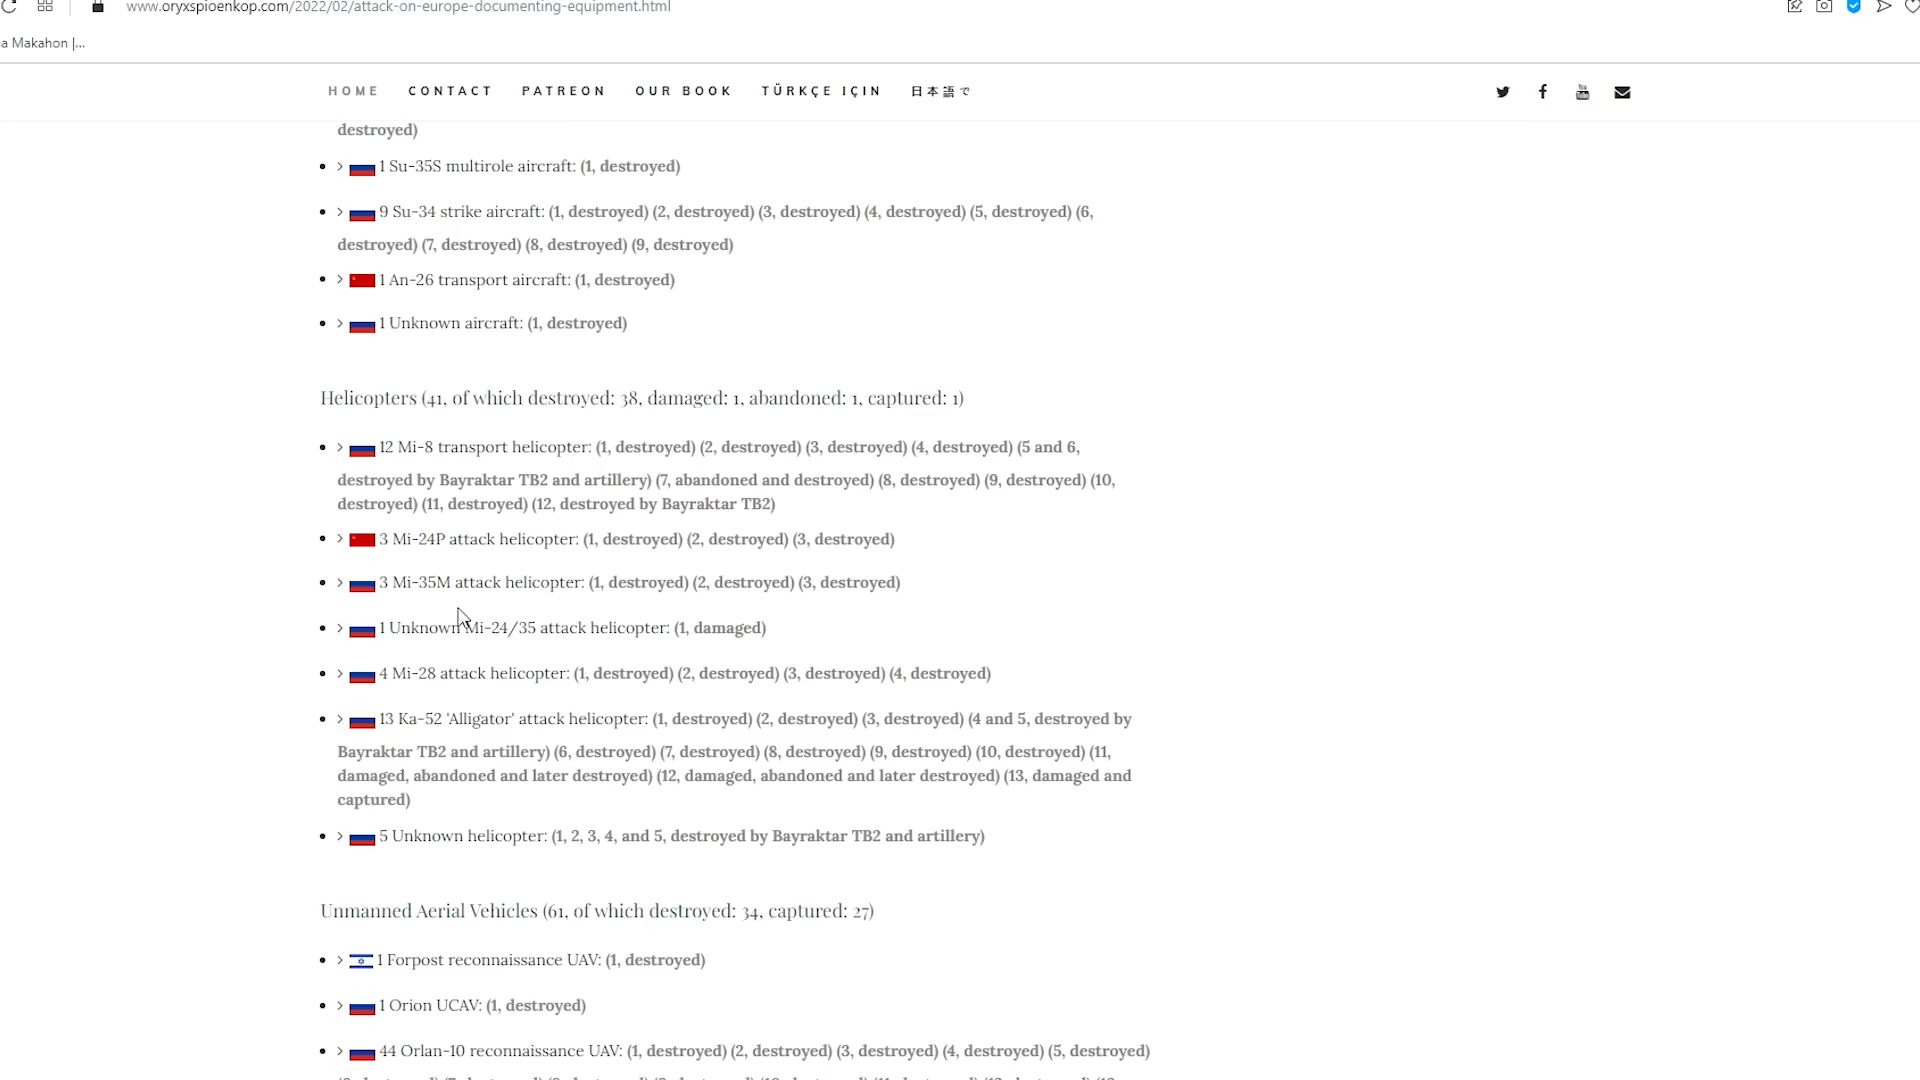 www.oryxspioenkop.com/2022/02/attack-on-europe-documenting-equipment.html
a Makahon |...
HOME CONTACT PATREON OUR BOOK TÜRKÇE IÇIN 日本語で
destroyed)
1 Su-35S multirole aircraft: (1, destroyed)
9 Su-34 strike aircraft: (1, destroyed) (2, destroyed) (3, destroyed) (4, destroyed) (5, destroyed) (6,
destroyed) (7, destroyed) (8, destroyed) (9, destroyed)
1 An-26 transport aircraft: (1, destroyed)
1 Unknown aircraft: (1, destroyed)
Helicopters (41, of which destroyed: 38, damaged: 1, abandoned: 1, captured: 1)
12 Mi-8 transport helicopter: (1, destroyed) (2, destroyed) (3, destroyed) (4, destroyed) (5 and 6,
destroyed by Bayraktar TB2 and artillery) (7, abandoned and destroyed) (8, destroyed) (9, destroyed) (10,
destroyed) (11, destroyed) (12, destroyed by Bayraktar TB2)
3 Mi-24P attack helicopter: (1, destroyed) (2, destroyed) (3, destroyed)
3 Mi-35M attack helicopter: (1, destroyed) (2, destroyed) (3, destroyed)
1 Unknown Mi-24/35 attack helicopter: (1, damaged)
4 Mi-28 attack helicopter: (1, destroyed) (2, destroyed) (3, destroyed) (4, destroyed)
13 Ka-52 'Alligator' attack helicopter: (1, destroyed) (2, destroyed) (3, destroyed) (4 and 5, destroyed by
Bayraktar TB2 and artillery) (6, destroyed) (7, destroyed) (8, destroyed) (9, destroyed) (10, destroyed) (11,
damaged, abandoned and later destroyed) (12, damaged, abandoned and later destroyed) (13, damaged and
captured)
5 Unknown helicopter: (1, 2, 3, 4, and 5, destroyed by Bayraktar TB2 and artillery)
Unmanned Aerial Vehicles (61, of which destroyed: 34, captured: 27)
1 Forpost reconnaissance UAV: (1, destroyed)
1 Orion UCAV: (1, destroyed)
44 Orlan-10 reconnaissance UAV: (1, destroyed) (2, destroyed) (3, destroyed) (4, destroyed) (5, destroyed)